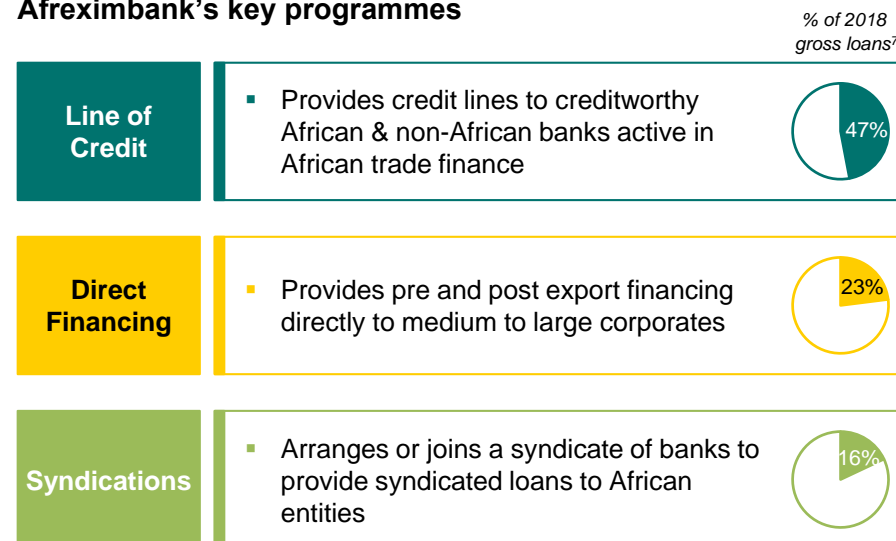 Afreximbank's key programmes
% of 2018
gross loans7
Line of
Credit
▪ Provides credit lines to creditworthy
African & non-African banks active in
African trade finance
47%
Direct
Financing
▪ Provides pre and post export financing
directly to medium to large corporates
23%
Syndications
▪ Arranges or joins a syndicate of banks to
provide syndicated loans to African
entities
16%